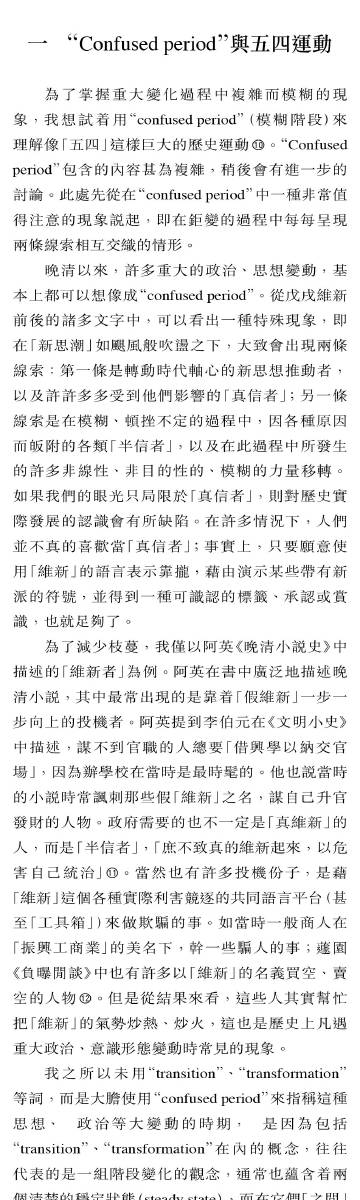 一　“Confused period”與五四運動
為了掌握重大變化過程中複雜而模糊的現
象，我想試着用“confused period”(模糊階段)來
理解像「五四」這樣巨大的歷史運動⑩。“Confused
period”包含的內容甚為複雜，稍後會有進一步的
討論。此處先從在“confused period”中一種非常值
得注意的現象説起，即在鉅變的過程中每每呈現
兩條線索相互交織的情形。
晚清以來，許多重大的政治、思想變動，基
本上都可以想像成“confused period”。從戊戌維新
前後的諸多文字中，可以看出一種特殊現象，即
在「新思潮」如颶風般吹盪之下，大致會出現兩條
線索：第一條是轉動時代軸心的新思想推動者，
以及許許多多受到他們影響的「真信者」；另一條
線索是在模糊、頓挫不定的過程中，因各種原因
而皈附的各類「半信者」，以及在此過程中所發生
的許多非線性、非目的性的、模糊的力量移轉。
如果我們的眼光只局限於「真信者」，則對歷史實
際發展的認識會有所缺陷。在許多情況下，人們
並不真的喜歡當「真信者」；事實上，只要願意使
用「維新」的語言表示靠攏，藉由演示某些帶有新
派的符號，並得到一種可識認的標籤、承認或賞
識，也就足夠了。
為了減少枝蔓，我僅以阿英《晚清小説史》中
描述的「維新者」為例。阿英在書中廣泛地描述晚
清小説，其中最常出現的是靠着「假維新」一步一
步向上的投機者。阿英提到李伯元在《文明小史》
中描述，謀不到官職的人總要「借興學以納交官
場」，因為辦學校在當時是最時髦的。他也説當時
的小説時常諷刺那些假「維新」之名，謀自己升官
發財的人物。政府需要的也不一定是「真維新」的
人，而是「半信者」，「庶不致真的維新起來，以危
害自己統治」⑪。當然也有許多投機份子，是藉
「維新」這個各種實際利害競逐的共同語言平台(甚
至「工具箱」)來做欺騙的事。如當時一般商人在
「振興工商業」的美名下，幹一些騙人的事；蘧園
《負曝閒談》中也有許多以「維新」的名義買空、賣
空的人物⑫。但是從結果來看，這些人其實幫忙
把「維新」的氣勢炒熱、炒火，這也是歷史上凡遇
重大政治、意識形態變動時常見的現象。
我之所以未用“transition”、“transformation”
等詞，而是大膽使用“confused period”來指稱這種
思想、　政治等大變動的時期，　是因為包括
“transition”、“transformation”在內的概念，往往
代表的是一組階段變化的觀念，通常也蘊含着兩
個清楚的穩定狀態(steady state)，而在它們「之間」